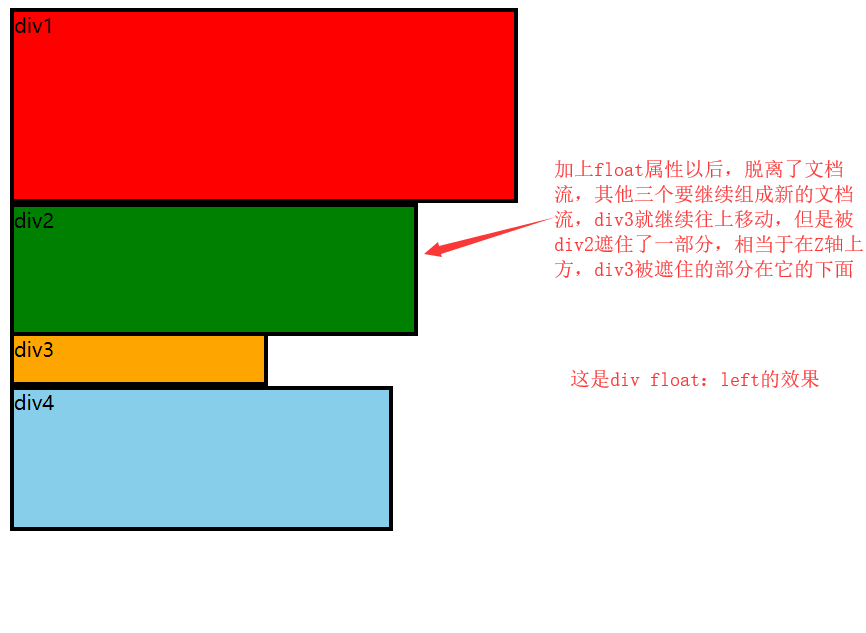 div1
加上float属性以后，脱离了文档
流，其他三个要继续组成新的文档
流，div3就继续往上移动，但是被
div2遮住了一部分，相当于在Z轴上
方，div3被遮住的部分在它的下面
div2
div3
这是div float：left的效果
div4